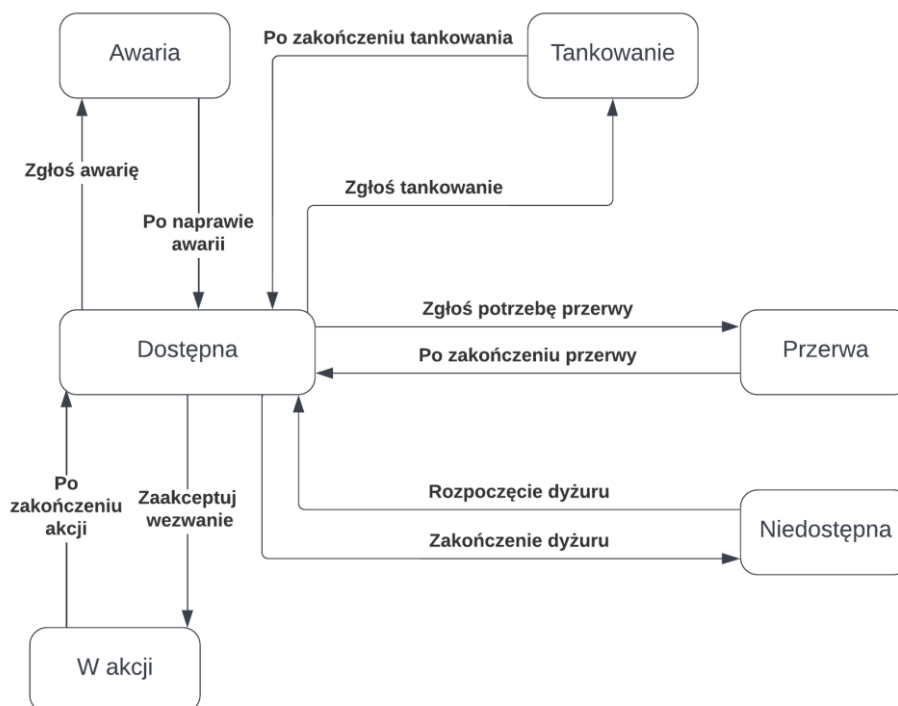 Po zakończeniu tankowania
Awaria
Tankowanie
Zgłoś awarię
Zgłoś tankowanie
Po naprawie
awarii
Zgłoś potrzebę przerwy
Dostępna
Po zakończeniu przerwy
Przerwa
Po
zakończeniu
akcji
Zaakceptuj
wezwanie
Rozpoczęcie dyżuru
Niedostępna
Zakończenie dyżuru
W akcji